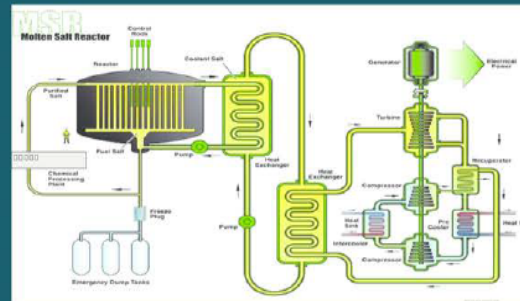 MSR
Molten Salt Reactor
Control
Rods
Reactor
Coolant Salt
Purified
Salt
Fuel Salt
Pump
Chemical
Processing
Plant
Freeze
Plug
Emergency Dump Tanks
Heat
Exchanger
Pump
Heat
Exchanger
Generator
Electrical
Power
Turbine
Recuperator
Compressor
Heat
Sink
Pre
Cooler
Heat
Intercooler
Compressor